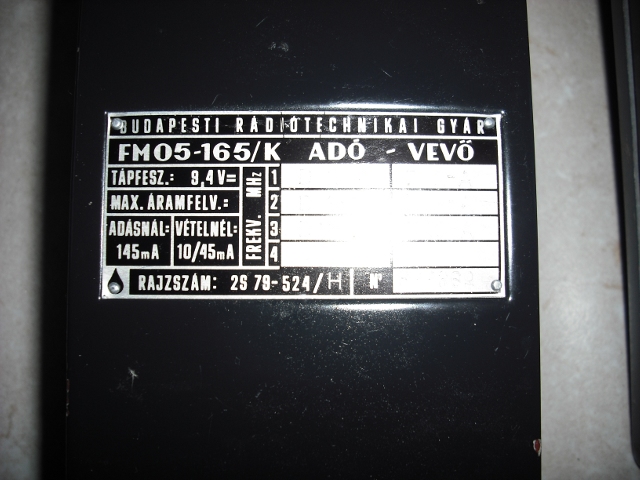 BUDAPESTI RÁDIÓTECHNIKAI GYÁR
FM05-165/K ADÓ - VEVŐ
TÁPFESZ.: 9,4V=
MAX. ÁRAMFELV.:
ADÁSNÁL: VÉTELNÉL:
145mA 10/45mA
FREKV. MHz
1
2
3
4
RAJZSZÁM: 2S 79-524/H Nº